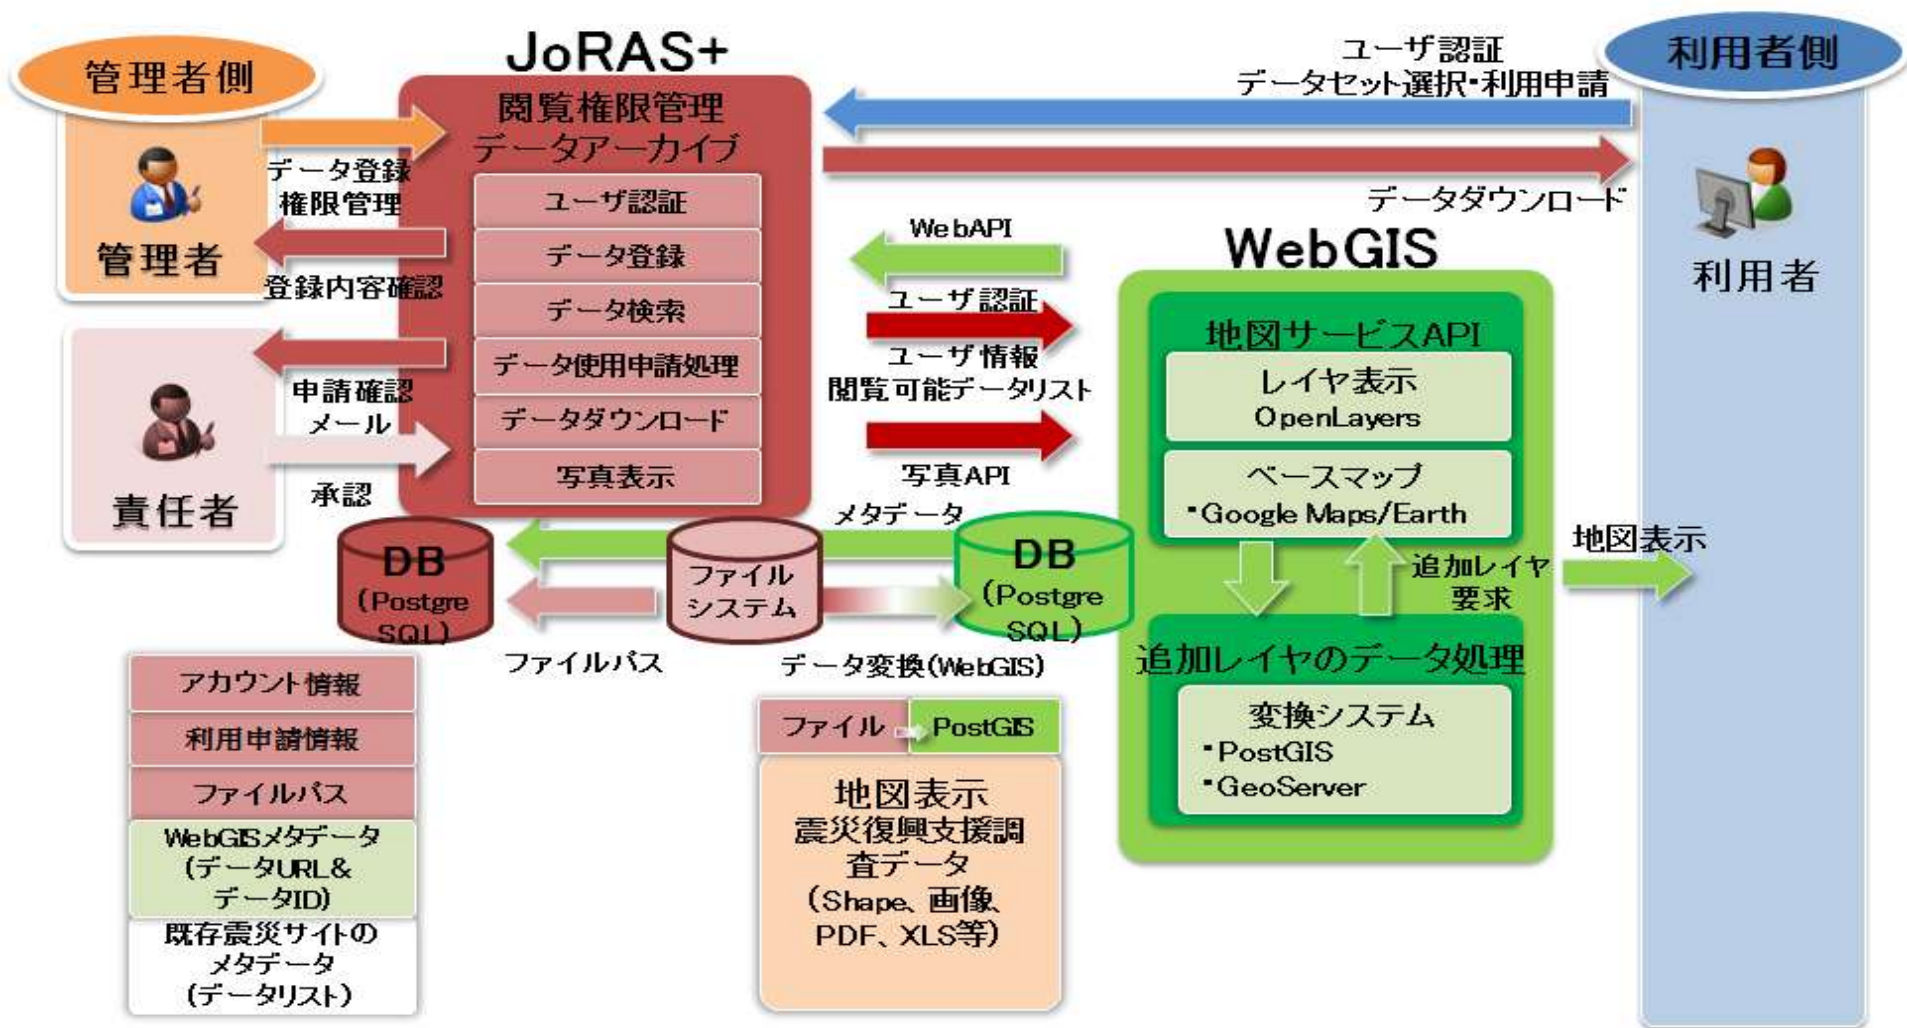 管理者側
管理者
責任者
データ登録
権限管理
登録内容確認
申請確認
メール
承認
JoRAS+
閲覧権限管理
データアーカイブ
ユーザ認証
データ登録
データ検索
データ使用申請処理
データダウンロード
写真表示
ユーザ認証
データセット選択・利用申請
データダウンロード
利用者側
利用者
WebAPI
ユーザ認証
ユーザ情報
閲覧可能データリスト
写真API
メタデータ
WebGIS
地図サービスAPI
レイヤ表示
OpenLayers
ベースマップ
・Google Maps/Earth
追加レイヤ
要求
地図表示
追加レイヤのデータ処理
変換システム
・PostGIS
・GeoServer
DB
(Postgre
SQL)
ファイル
システム
DB
(Postgre
SQL)
ファイルパス
データ変換(WebGIS)
アカウント情報
利用申請情報
ファイルパス
WebGISメタデータ
(データURL&
データID)
既存震災サイトの
メタデータ
(データリスト)
ファイル
PostGIS
地図表示
震災復興支援調
査データ
(Shape、画像、
PDF、XLS等)